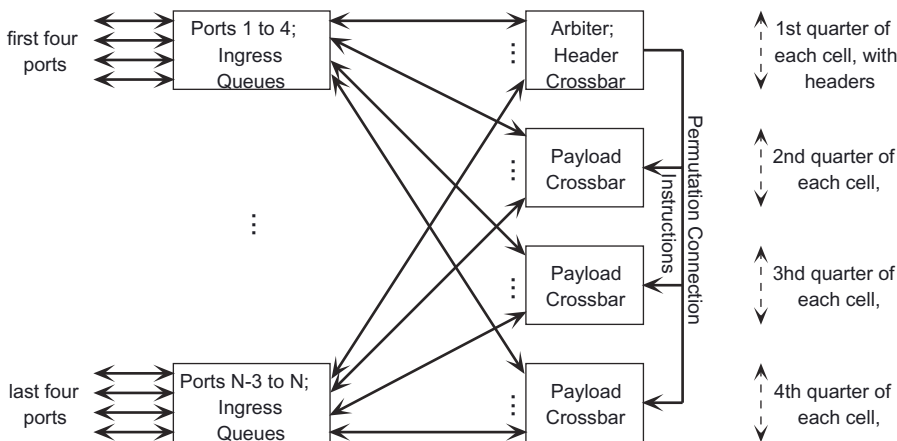 first four
ports
Ports 1 to 4;
Ingress
Queues
...
Arbiter;
Header
Crossbar
1st quarter of
each cell, with
headers
...
Payload
Crossbar
2nd quarter of
each cell,
Permutation Connection
Instructions
...
...
Payload
Crossbar
3hd quarter of
each cell,
last four
ports
Ports N-3 to N;
Ingress
Queues
...
Payload
Crossbar
4th quarter of
each cell,